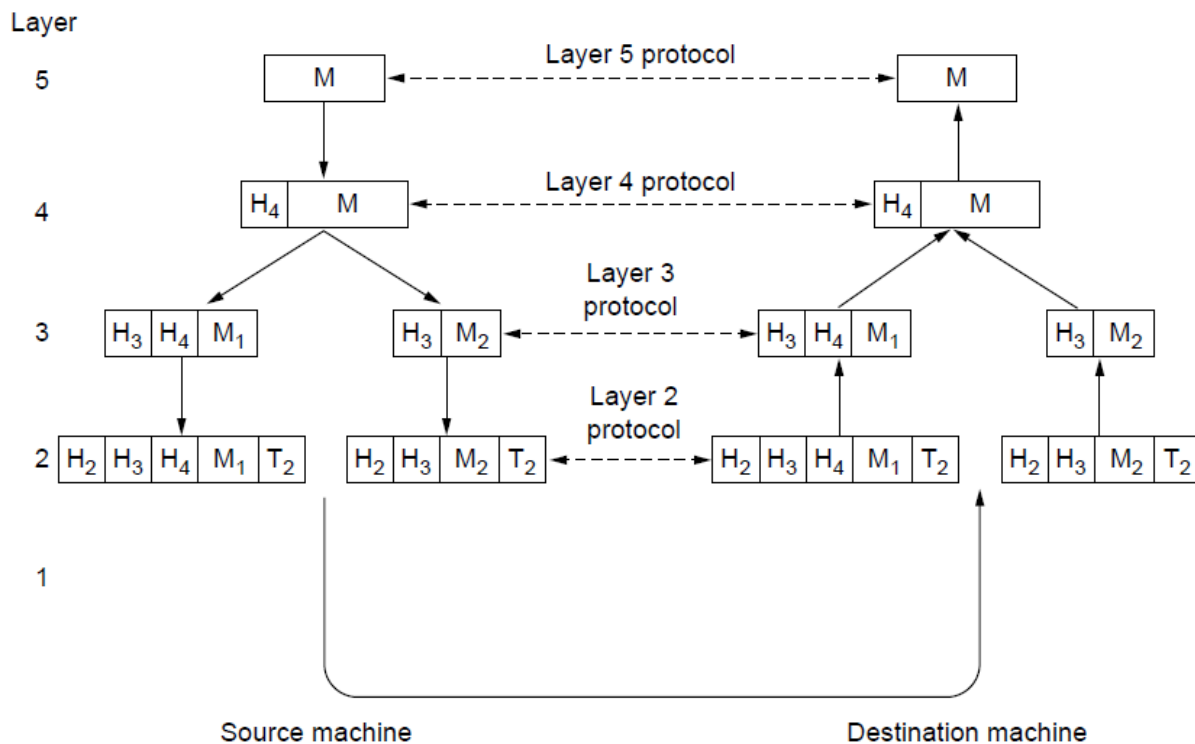 Layer
5 M Layer 5 protocol M
4 H₄ M Layer 4 protocol H₄ M
Layer 3
protocol
3 H₃ H₄ M₁ H₃ M₂ H₃ H₄ M₁ H₃ M₂
Layer 2
protocol
2 H₂ H₃ H₄ M₁ T₂ H₂ H₃ M₂ T₂ H₂ H₃ H₄ M₁ T₂ H₂ H₃ M₂ T₂
1
Source machine Destination machine